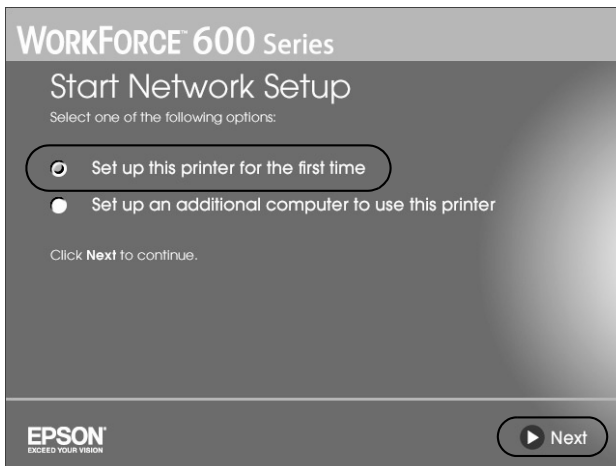 WORKFORCE™ 600 Series
Start Network Setup
Select one of the following options:
Set up this printer for the first time
Set up an additional computer to use this printer
Click Next to continue.
EPSON®
EXCEED YOUR VISION
Next